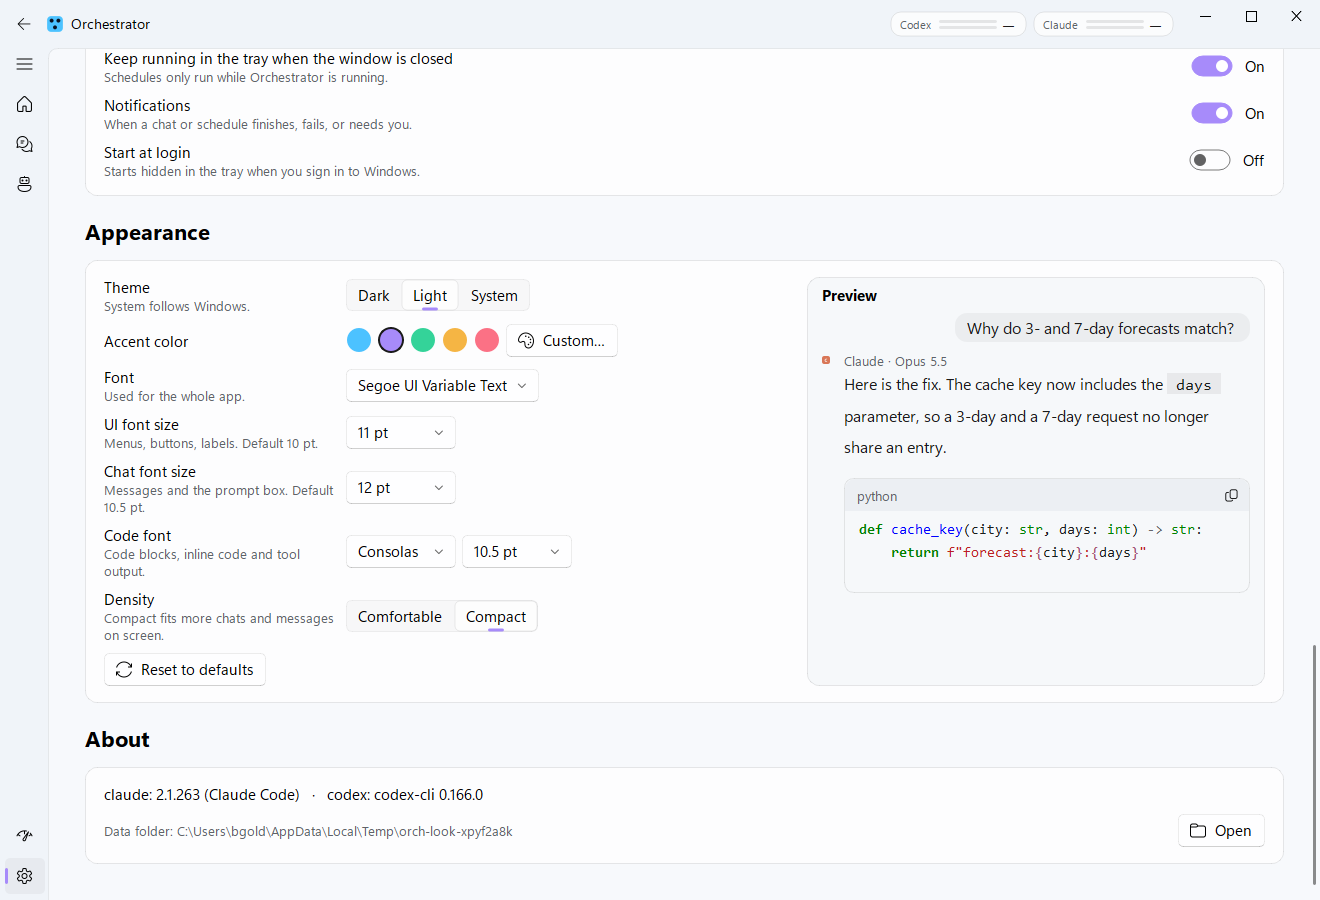 Orchestrator
Codex —
Claude —
Keep running in the tray when the window is closed
Schedules only run while Orchestrator is running.
On
Notifications
When a chat or schedule finishes, fails, or needs you.
On
Start at login
Starts hidden in the tray when you sign in to Windows.
Off
Appearance
Theme
System follows Windows.
Dark Light System
Accent color
Custom...
Font
Used for the whole app.
Segoe UI Variable Text
UI font size
Menus, buttons, labels. Default 10 pt.
11 pt
Chat font size
Messages and the prompt box. Default
10.5 pt.
12 pt
Code font
Code blocks, inline code and tool
output.
Consolas 10.5 pt
Density
Compact fits more chats and messages
on screen.
Comfortable Compact
Reset to defaults
Preview
Why do 3- and 7-day forecasts match?
Claude · Opus 5.5
Here is the fix. The cache key now includes the days
parameter, so a 3-day and a 7-day request no longer
share an entry.
python
def cache_key(city: str, days: int) -> str:
    return f"forecast:{city}:{days}"
About
claude: 2.1.263 (Claude Code) · codex: codex-cli 0.166.0
Data folder: C:\Users\bgold\AppData\Local\Temp\orch-look-xpyf2a8k
Open